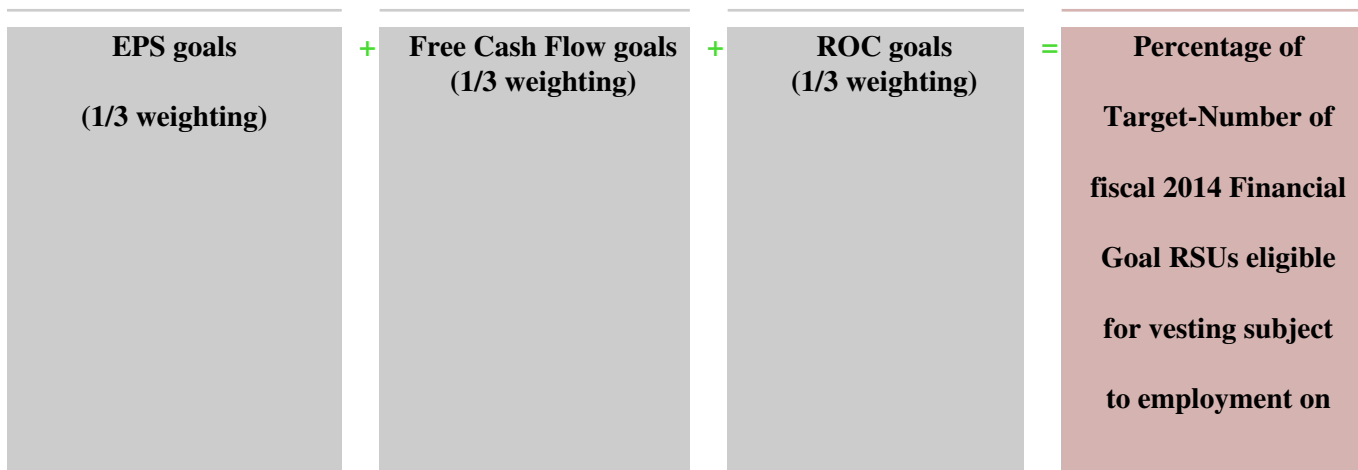 EPS goals
(1/3 weighting)
+
Free Cash Flow goals
(1/3 weighting)
+
ROC goals
(1/3 weighting)
=
Percentage of
Target-Number of
fiscal 2014 Financial
Goal RSUs eligible
for vesting subject
to employment on